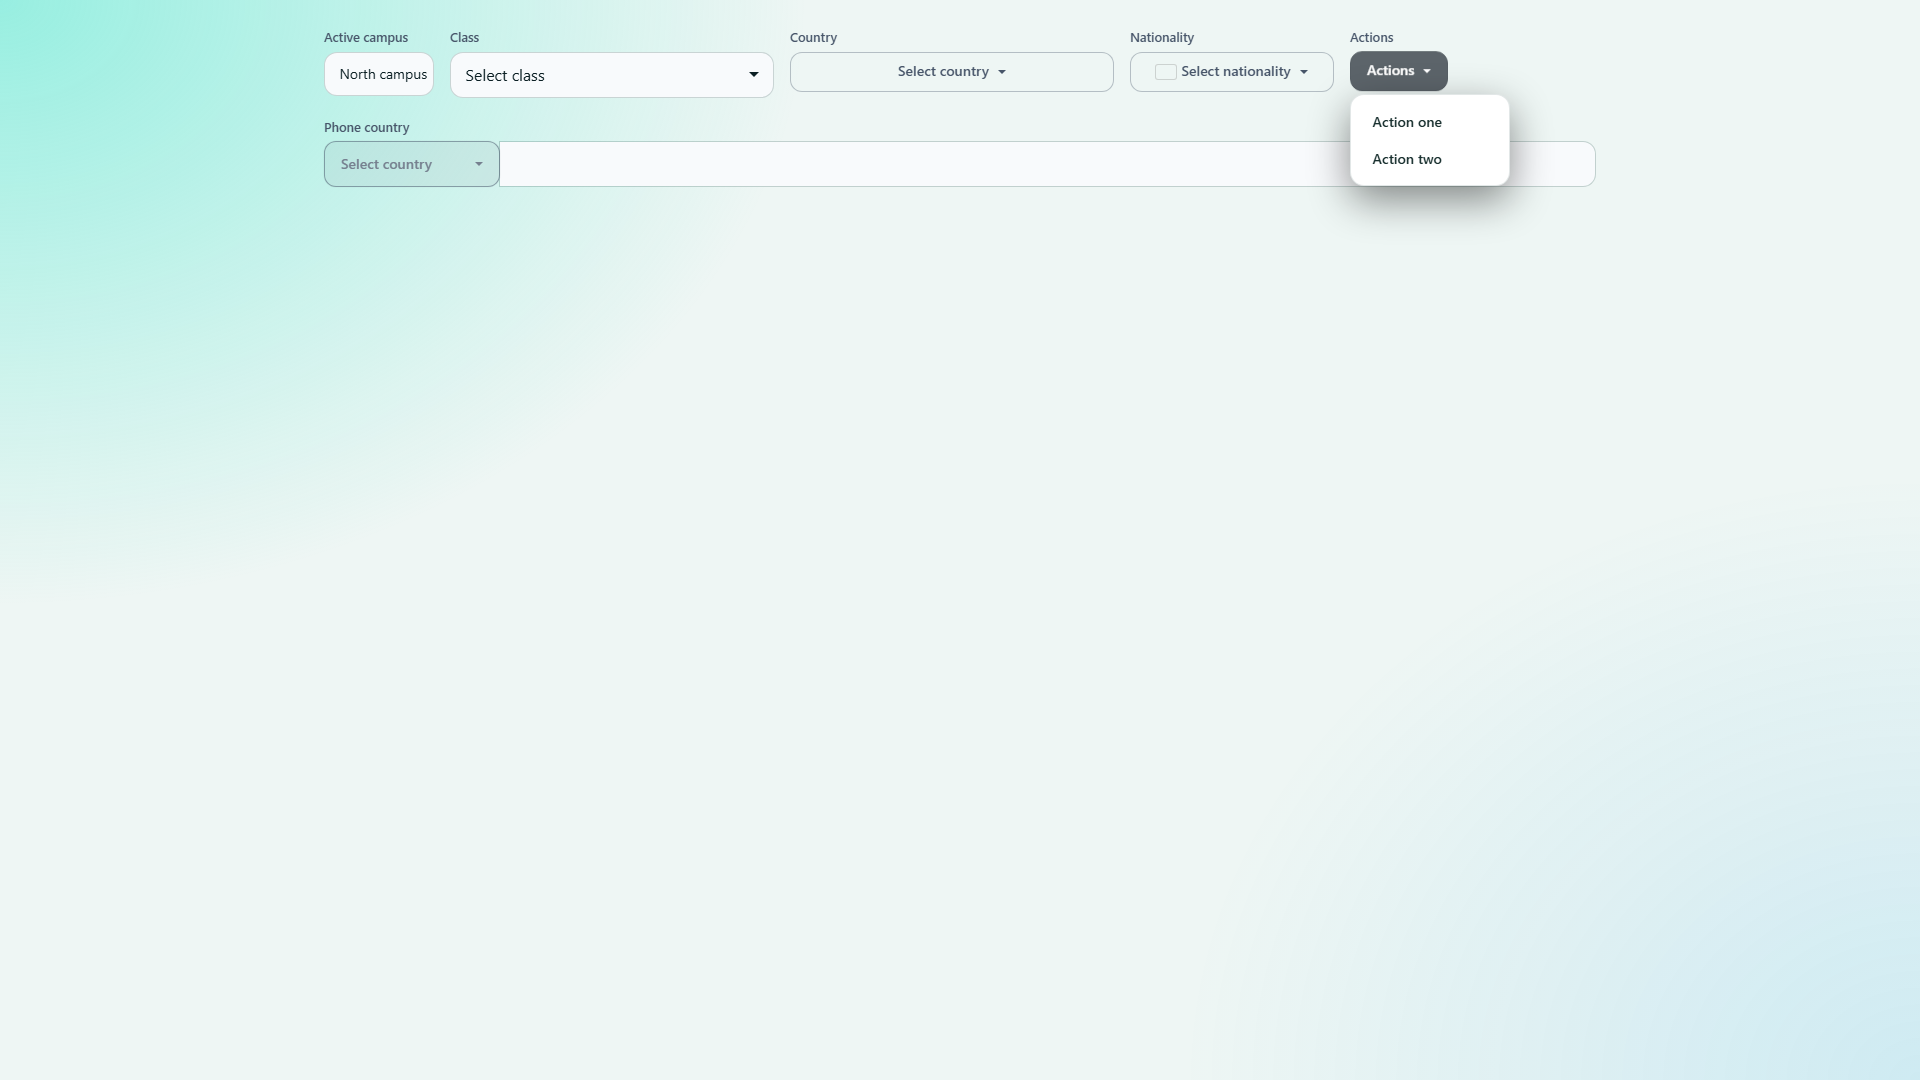 Active campus
Class
Country
Nationality
Actions
North campus
Select class
Select country
Select nationality
Actions
Action one
Action two
Phone country
Select country